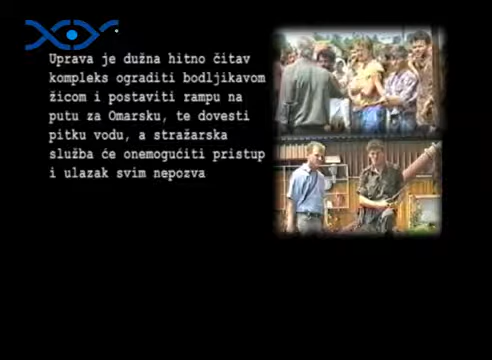 Uprava je dužna hitno čitav
kompleks ograditi bodljikavom
žicom i postaviti rampu na
putu za Omarsku, te dovesti
pitku vodu, a stražarska
služba će onemogućiti pristup
i ulazak svim nepozva